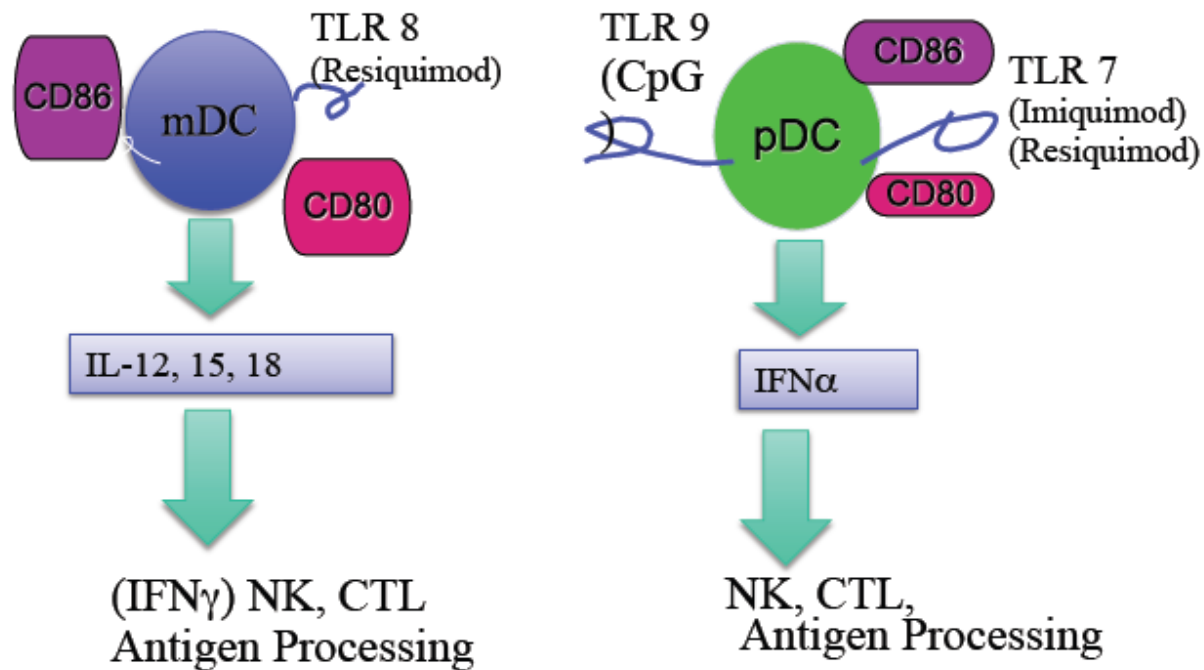 TLR 8
(Resiquimod)
CD86
mDC
CD80
IL-12, 15, 18
(IFNγ) NK, CTL
Antigen Processing
TLR 9
(CpG
)
CD86
pDC
TLR 7
(Imiquimod)
(Resiquimod)
CD80
IFNα
NK, CTL,
Antigen Processing